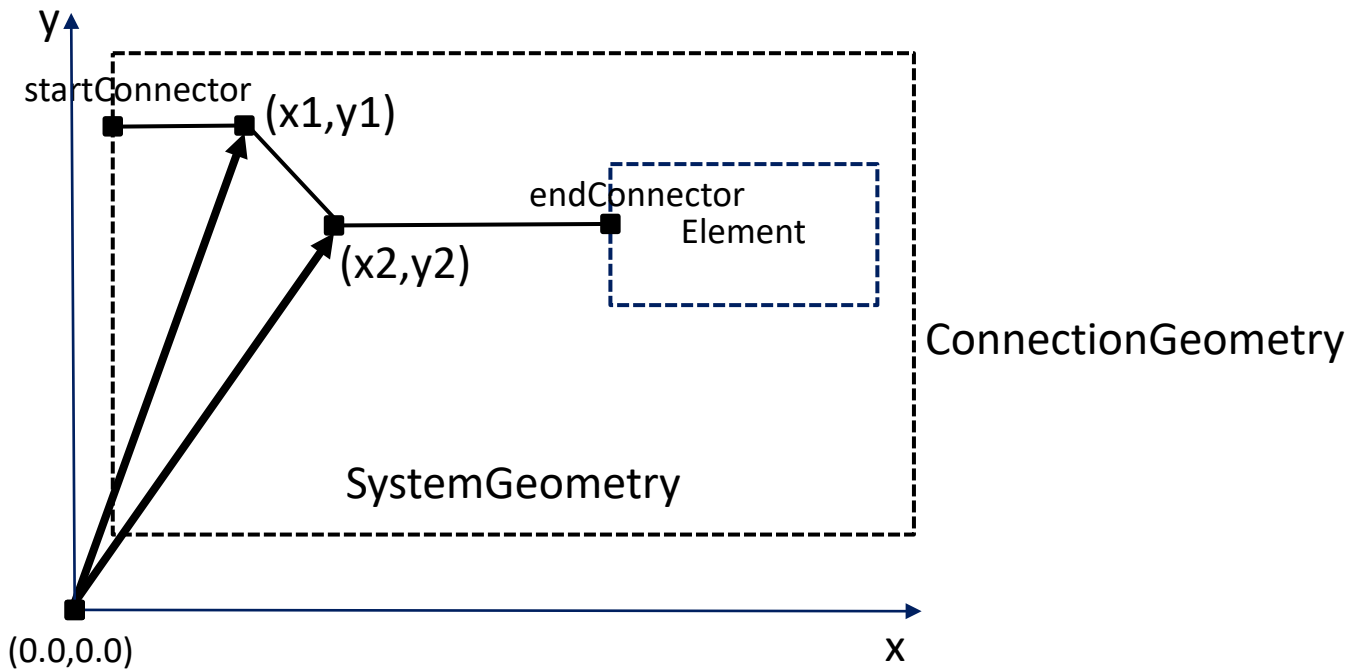 y
startConnector
(x1,y1)
endConnector
Element
(x2,y2)
ConnectionGeometry
SystemGeometry
(0.0,0.0)
x